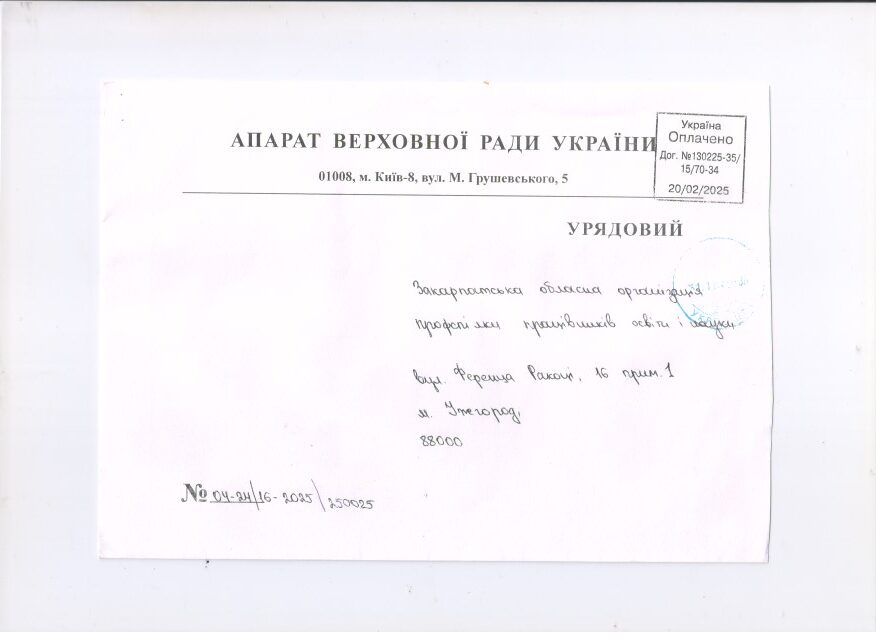 АПАРАТ ВЕРХОВНОЇ РАДИ УКРАЇНИ
01008, м. Київ-8, вул. М. Грушевського, 5
Україна
Оплачено
Дог. №130225-35/
15/70-34
20/02/2025
УРЯДОВИЙ
Закарпатська обласна організація
профспілки працівників освіти і науки
вул. Ференца Ракоці, 16 прим. 1
м. Ужгород,
88000
№ 04-24/16-2025\250025